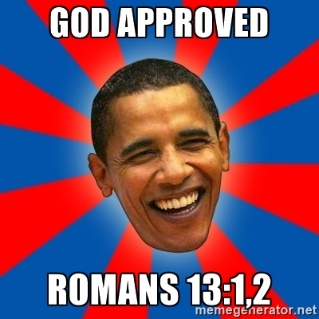 GOD APPROVED
ROMANS 13:1,2
memegenerator.net